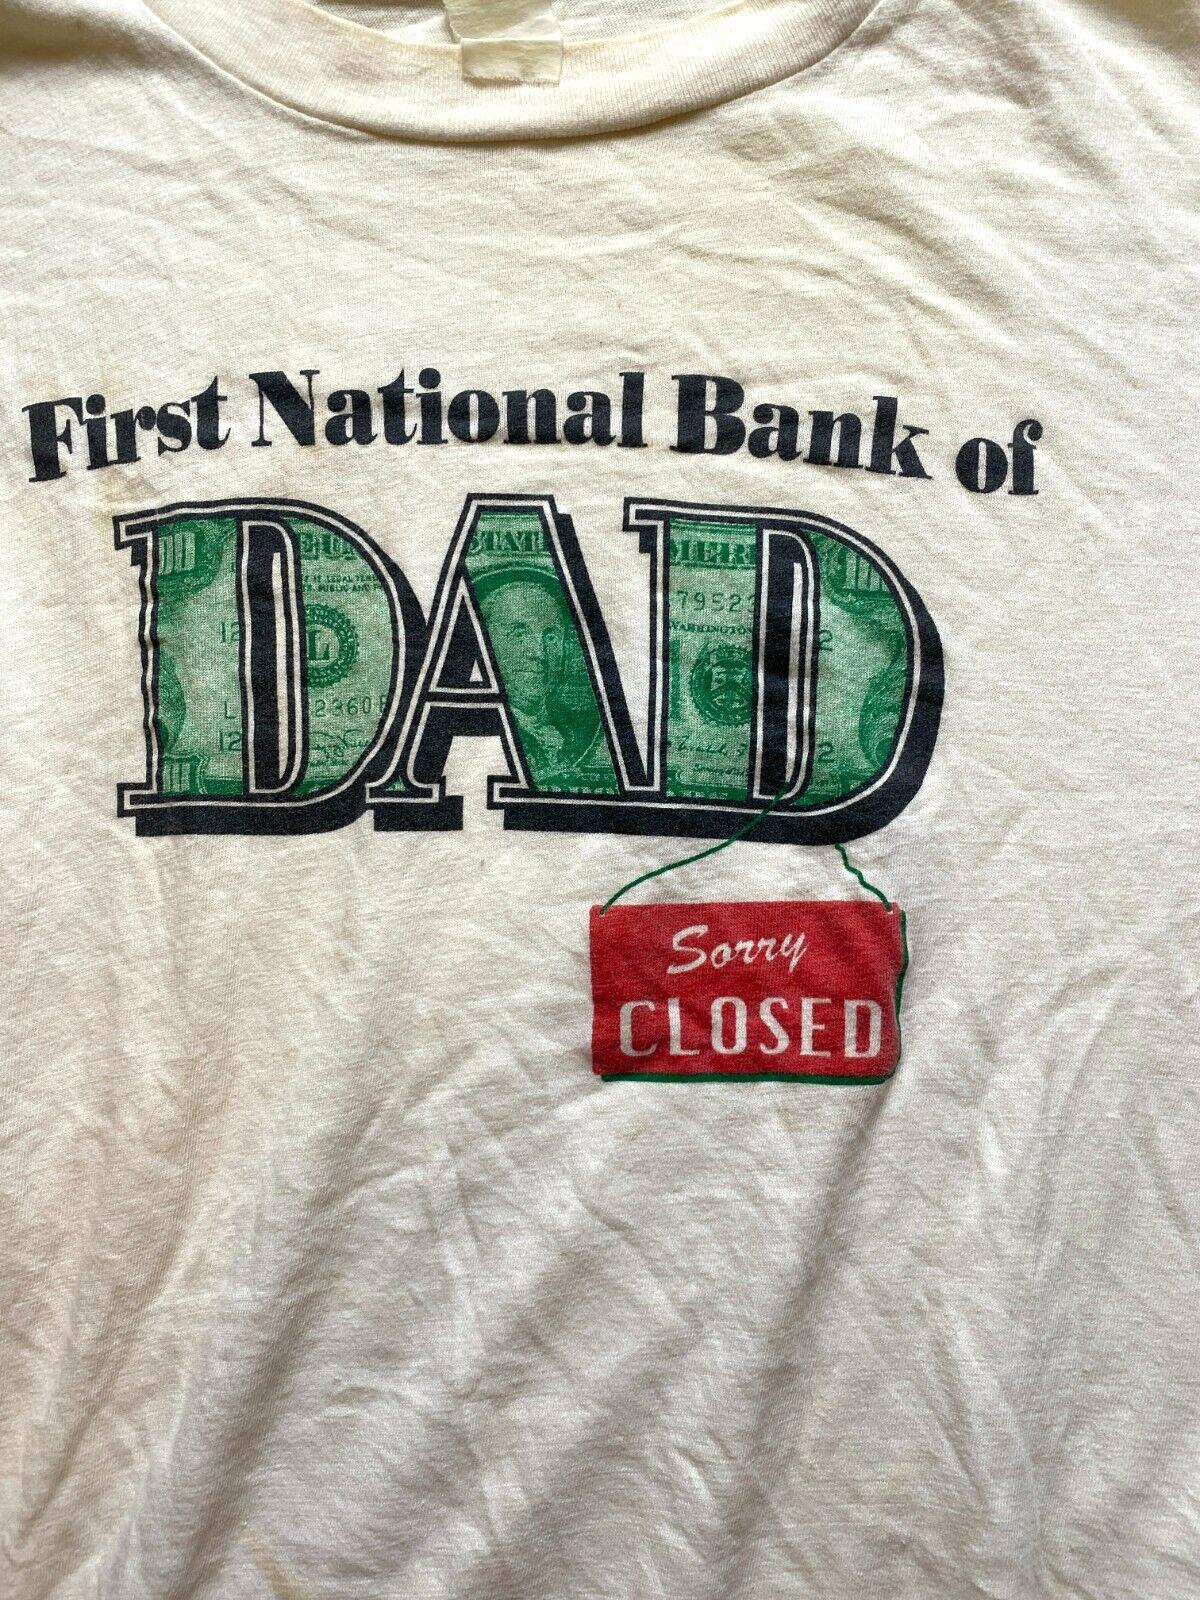 First National Bank of
DAD
Sorry
CLOSED